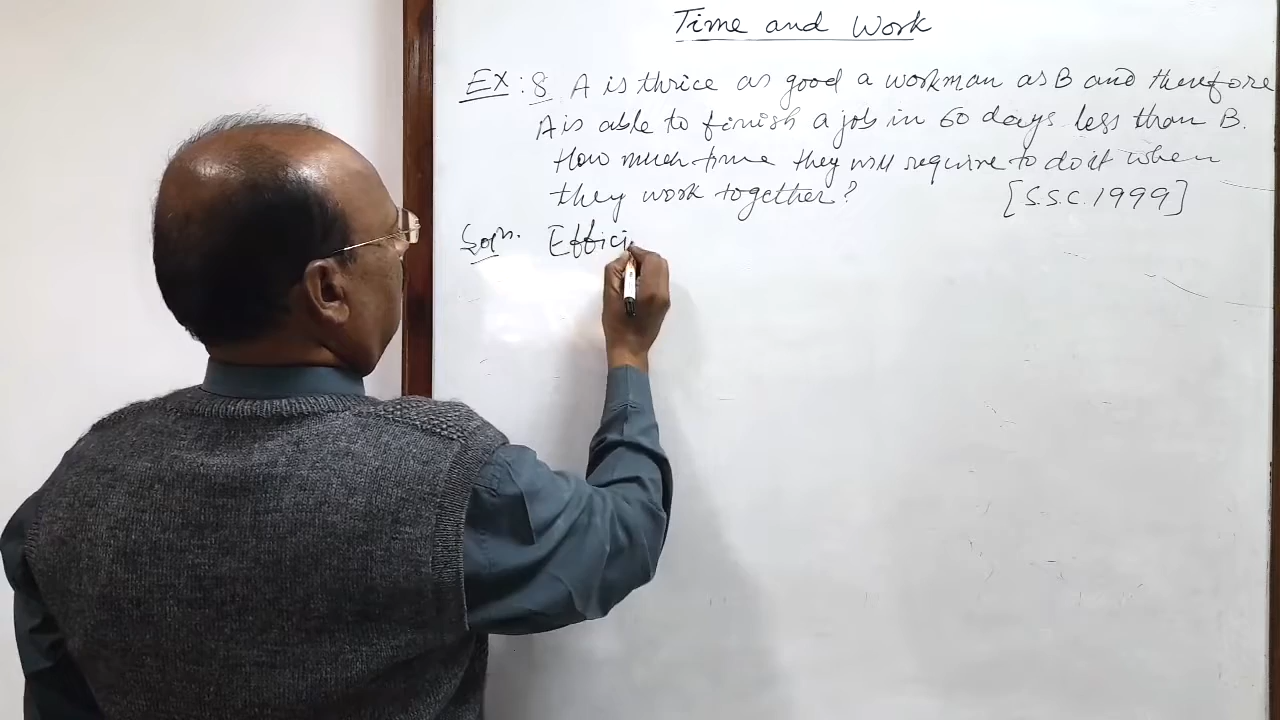 Time and Work
Ex: 8 A is thrice as good a workman as B and therefore
A is able to finish a job in 60 days less than B.
How much time they will require to do it when
they work together? [S.S.C. 1999]
Soln. Effici